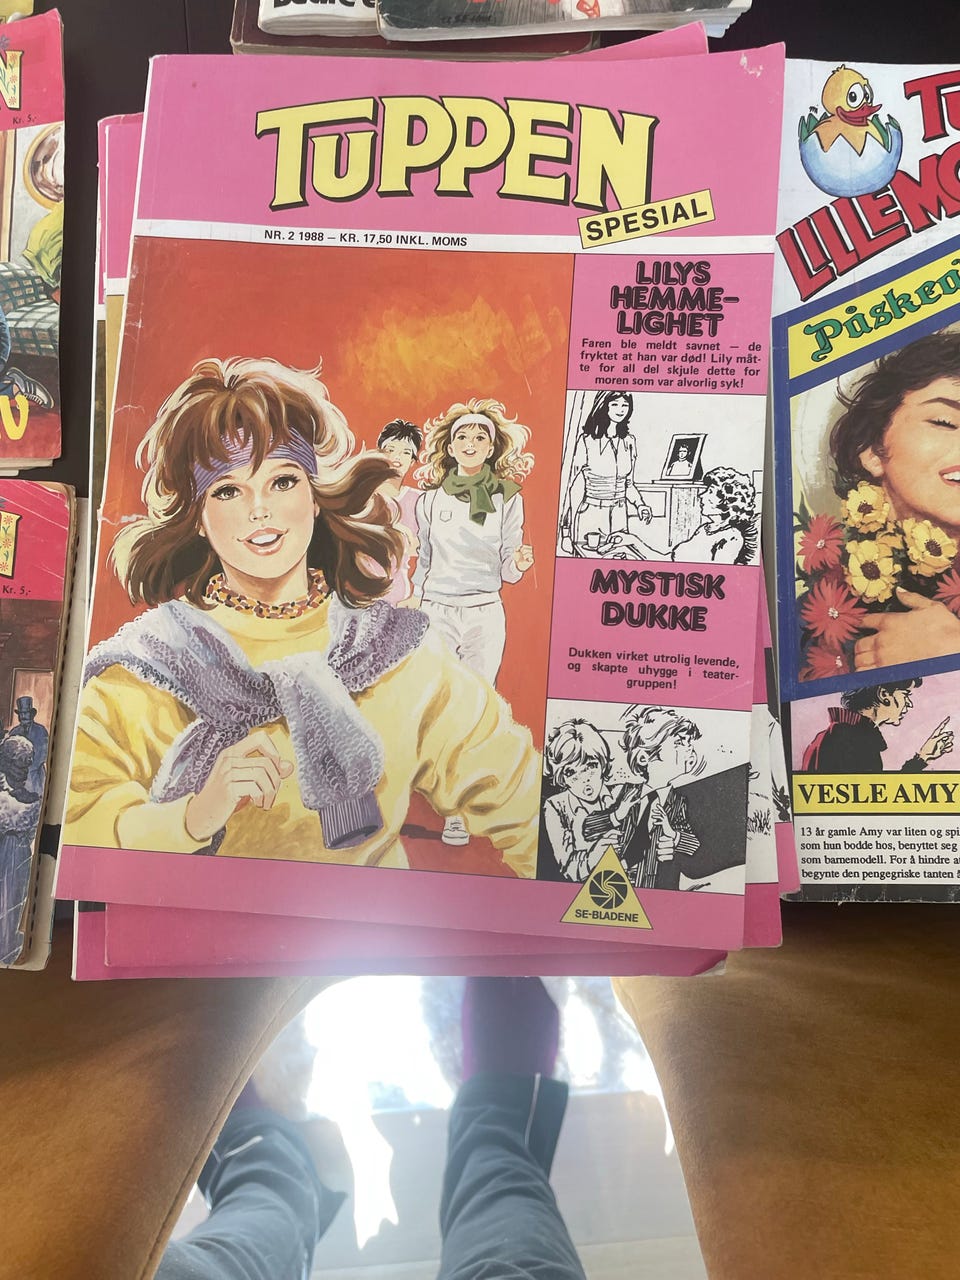 TUPPEN
SPESIAL
NR. 2 1988 – KR. 17,50 INKL. MOMS
LILYS
HEMME-
LIGHET
Faren ble meldt savnet — de
fryktet at han var død! Lily måt-
te for all del skjule dette for
moren som var alvorlig syk!
MYSTISK
DUKKE
Dukken virket utrolig levende,
og skapte uhygge i teater-
gruppen!
SE-BLADENE
Kr. 5,-
Kr. 5,-
VESLE AMY
13 år gamle Amy var liten og
som hun bodde hos, benyttet seg
som barnemodell. For å hindre
begynte den pengegriske tanten